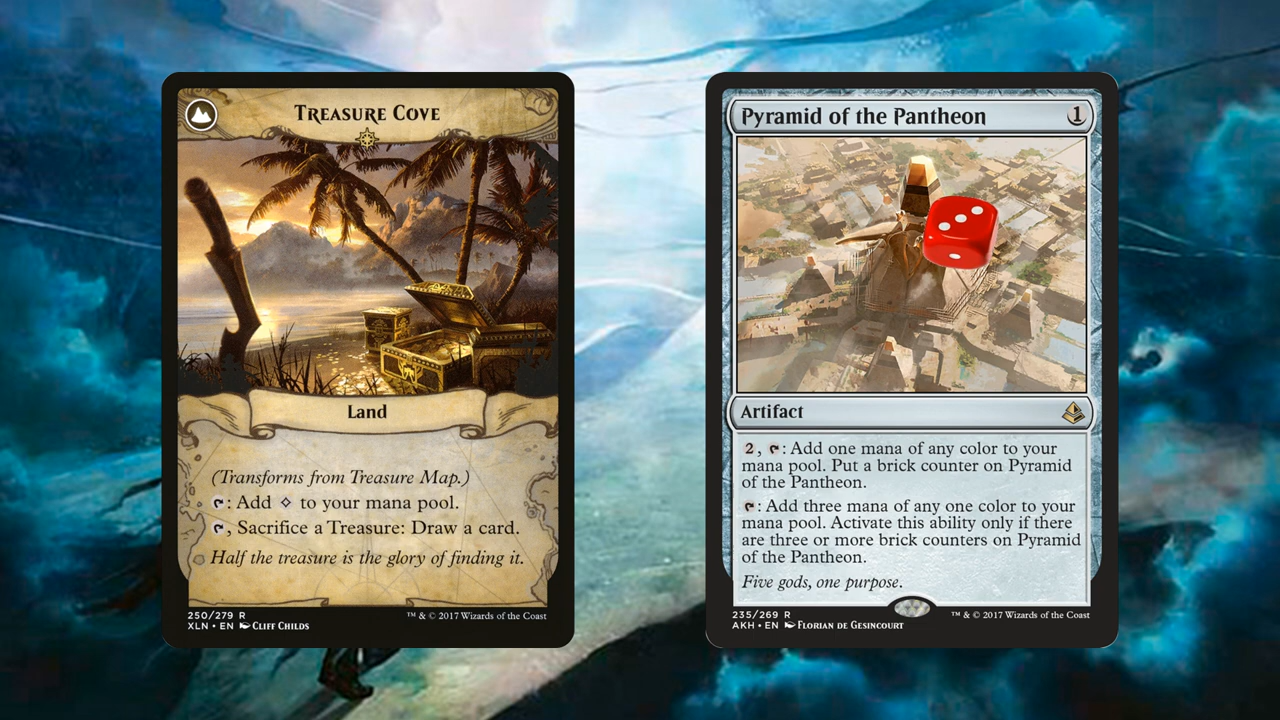 TREASURE COVE
Land
(Transforms from Treasure Map.)
: Add to your mana pool.
, Sacrifice a Treasure: Draw a card.
Half the treasure is the glory of finding it.
250/279 R
XLN • EN CLIFF CHILDS
™ & © 2017 Wizards of the Coast
Pyramid of the Pantheon 1
Artifact
2, : Add one mana of any color to your
mana pool. Put a brick counter on Pyramid
of the Pantheon.
: Add three mana of any one color to your
mana pool. Activate this ability only if there
are three or more brick counters on Pyramid
of the Pantheon.
Five gods, one purpose.
235/269 R
AKH • EN FLORIAN DE GESINCOURT
™ & © 2017 Wizards of the Coast